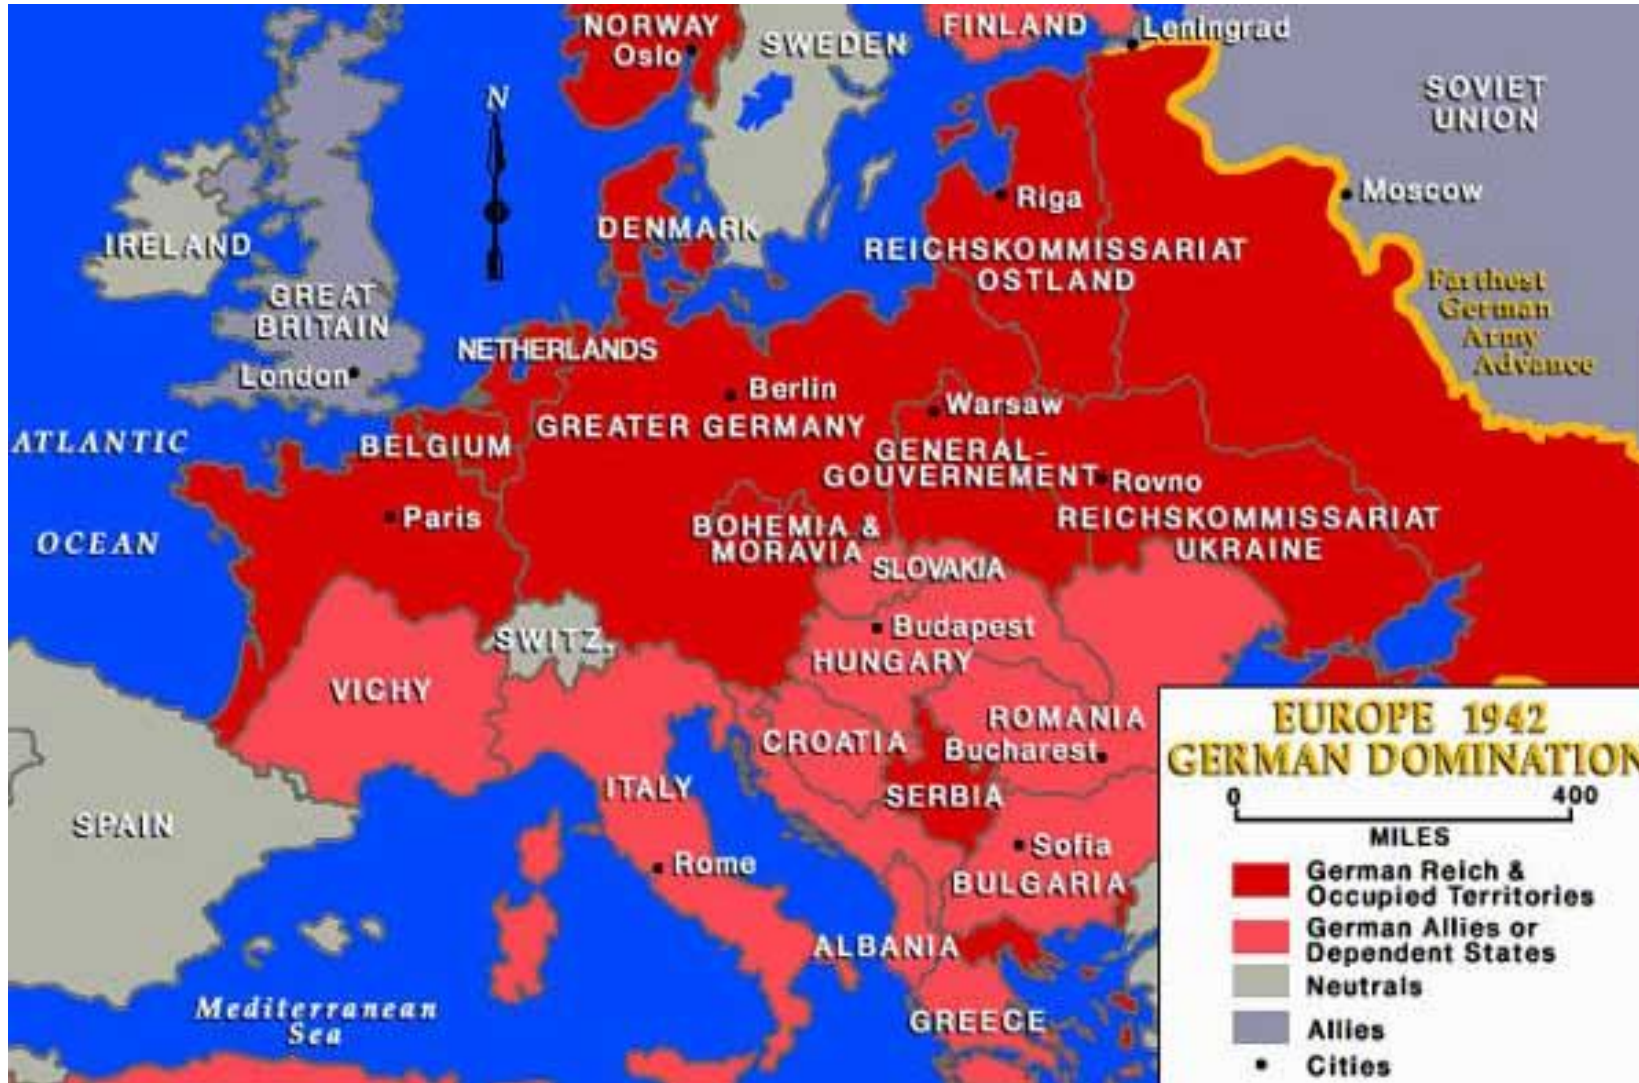 NORWAY
Oslo
SWEDEN
FINLAND
Leningrad
SOVIET
UNION
N
Moscow
Riga
IRELAND
DENMARK
REICHSKOMMISSARIAT
OSTLAND
GREAT
BRITAIN
Farthest
German
Army
Advance
NETHERLANDS
London
Berlin
Warsaw
ATLANTIC
OCEAN
BELGIUM
GREATER GERMANY
GENERAL-
GOUVERNEMENT
Rovno
Paris
BOHEMIA &
MORAVIA
REICHSKOMMISSARIAT
UKRAINE
SLOVAKIA
SWITZ.
Budapest
HUNGARY
VICHY
ROMANIA
Bucharest
CROATIA
ITALY
SERBIA
SPAIN
Sofia
BULGARIA
Rome
ALBANIA
Mediterranean
Sea
GREECE
EUROPE 1942
GERMAN DOMINATION
0 400
MILES
German Reich &
Occupied Territories
German Allies or
Dependent States
Neutrals
Allies
Cities